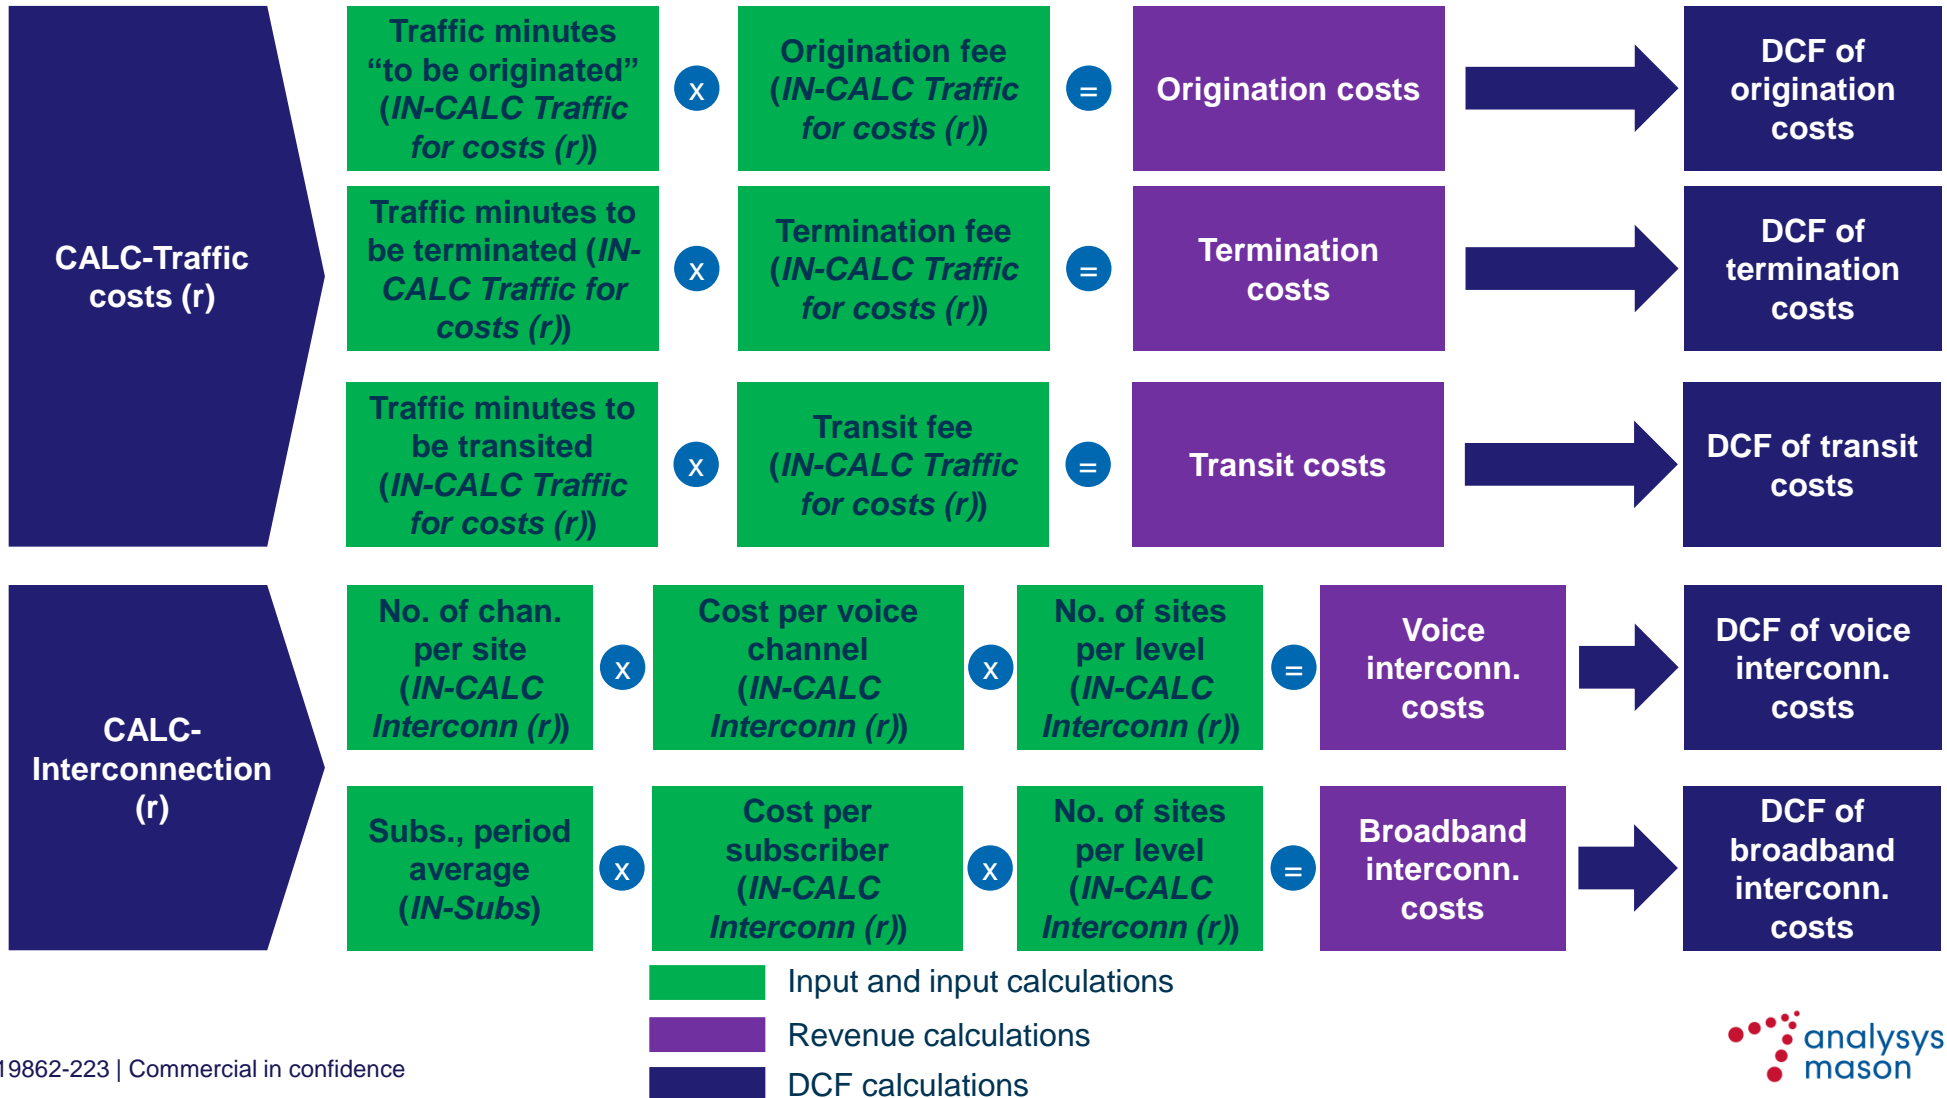 CALC-Traffic
costs (r)
Traffic minutes
“to be originated”
(IN-CALC Traffic
for costs (r))
x
Origination fee
(IN-CALC Traffic
for costs (r))
=
Origination costs
DCF of
origination
costs
Traffic minutes to
be terminated (IN-
CALC Traffic for
costs (r))
x
Termination fee
(IN-CALC Traffic
for costs (r))
=
Termination
costs
DCF of
termination
costs
Traffic minutes to
be transited
(IN-CALC Traffic
for costs (r))
x
Transit fee
(IN-CALC Traffic
for costs (r))
=
Transit costs
DCF of transit
costs
CALC-
Interconnection
(r)
No. of chan.
per site
(IN-CALC
Interconn (r))
x
Cost per voice
channel
(IN-CALC
Interconn (r))
x
No. of sites
per level
(IN-CALC
Interconn (r))
=
Voice
interconn.
costs
DCF of voice
interconn.
costs
Subs., period
average
(IN-Subs)
x
Cost per
subscriber
(IN-CALC
Interconn (r))
x
No. of sites
per level
(IN-CALC
Interconn (r))
=
Broadband
interconn.
costs
DCF of
broadband
interconn.
costs
Input and input calculations
Revenue calculations
DCF calculations
19862-223 | Commercial in confidence
analysys
mason